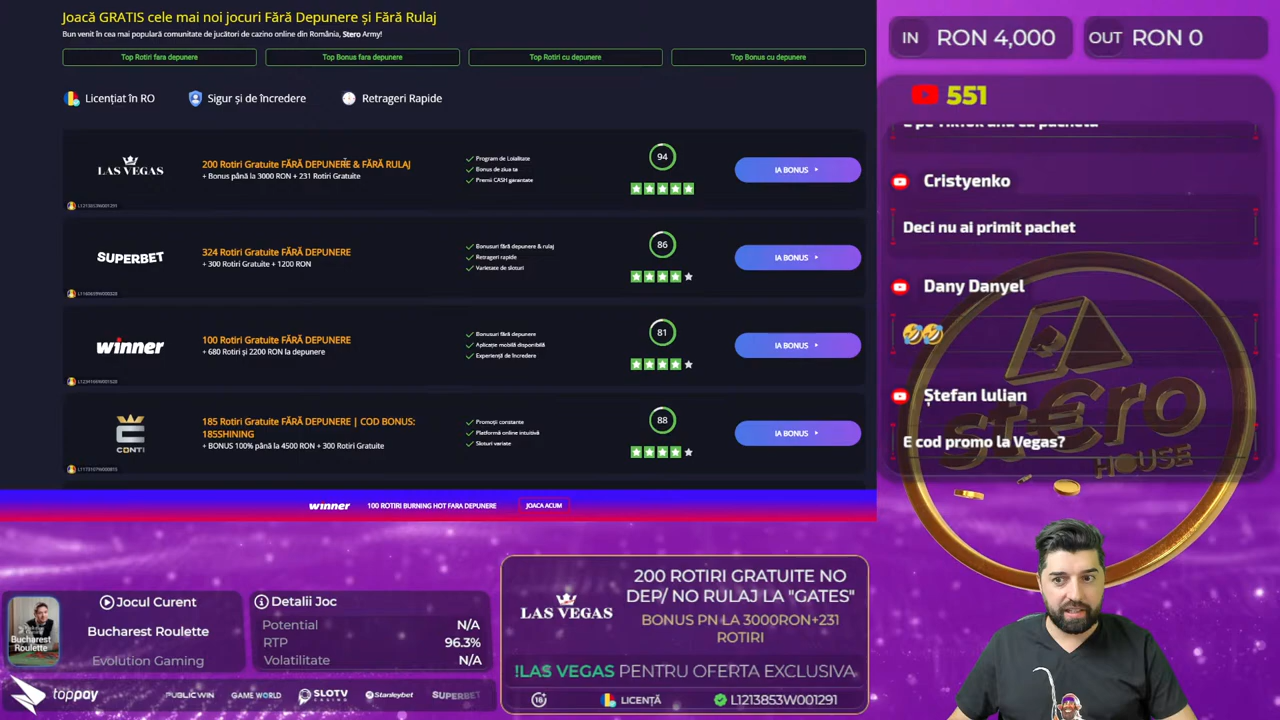 Joacă GRATIS cele mai noi jocuri Fără Depunere și Fără Rulaj
Bun venit în cea mai populară comunitate de jucători de cazino online din România, Stero Army!
Top Rotiri fara depunere
Top Bonus fara depunere
Top Rotiri cu depunere
Top Bonus cu depunere
Licențiat în RO
Sigur și de încredere
Retrageri Rapide
LAS VEGAS
200 Rotiri Gratuite FĂRĂ DEPUNERE & FĂRĂ RULAJ
+ Bonus până la 3000 RON + 231 Rotiri Gratuite
Program de Loialitate
Bonus de ziua ta
Premii CASH garantate
94
IA BONUS
L1213853W001291
SUPERBET
324 Rotiri Gratuite FĂRĂ DEPUNERE
+ 300 Rotiri Gratuite + 1200 RON
Bonusuri fără depunere & rulaj
Retrageri rapide
Varietate de sloturi
86
IA BONUS
winner
100 Rotiri Gratuite FĂRĂ DEPUNERE
+ 680 Rotiri și 2200 RON la depunere
Bonusuri fără depunere
Aplicație mobilă disponibilă
Experiență de încredere
81
IA BONUS
CONTI
185 Rotiri Gratuite FĂRĂ DEPUNERE | COD BONUS:
185SHINING
+ BONUS 100% până la 4500 RON + 300 Rotiri Gratuite
Promoții constante
Platformă online intuitivă
Sloturi variate
88
IA BONUS
winner
100 ROTIRI BURNING HOT FARA DEPUNERE
JOACA ACUM
IN RON 4,000
OUT RON 0
551
Cristyenko
Deci nu ai primit pachet
Dany Danyel
🤣🤣
Ștefan Iulian
E cod promo la Vegas?
st€ro
HOUSE
Jocul Curent
Bucharest Roulette
Bucharest Roulette
Evolution Gaming
Detalii Joc
Potential N/A
RTP 96.3%
Volatilitate N/A
toppay
PUBLICWIN
GAME WORLD
SLOTV
CASINO
Stanleybet
SUPERBET
LAS VEGAS
200 ROTIRI GRATUITE NO
DEP/ NO RULAJ LA "GATES"
BONUS PN LA 3000RON+231
ROTIRI
!LAS VEGAS PENTRU OFERTA EXCLUSIVA
18
LICENȚĂ
L1213853W001291